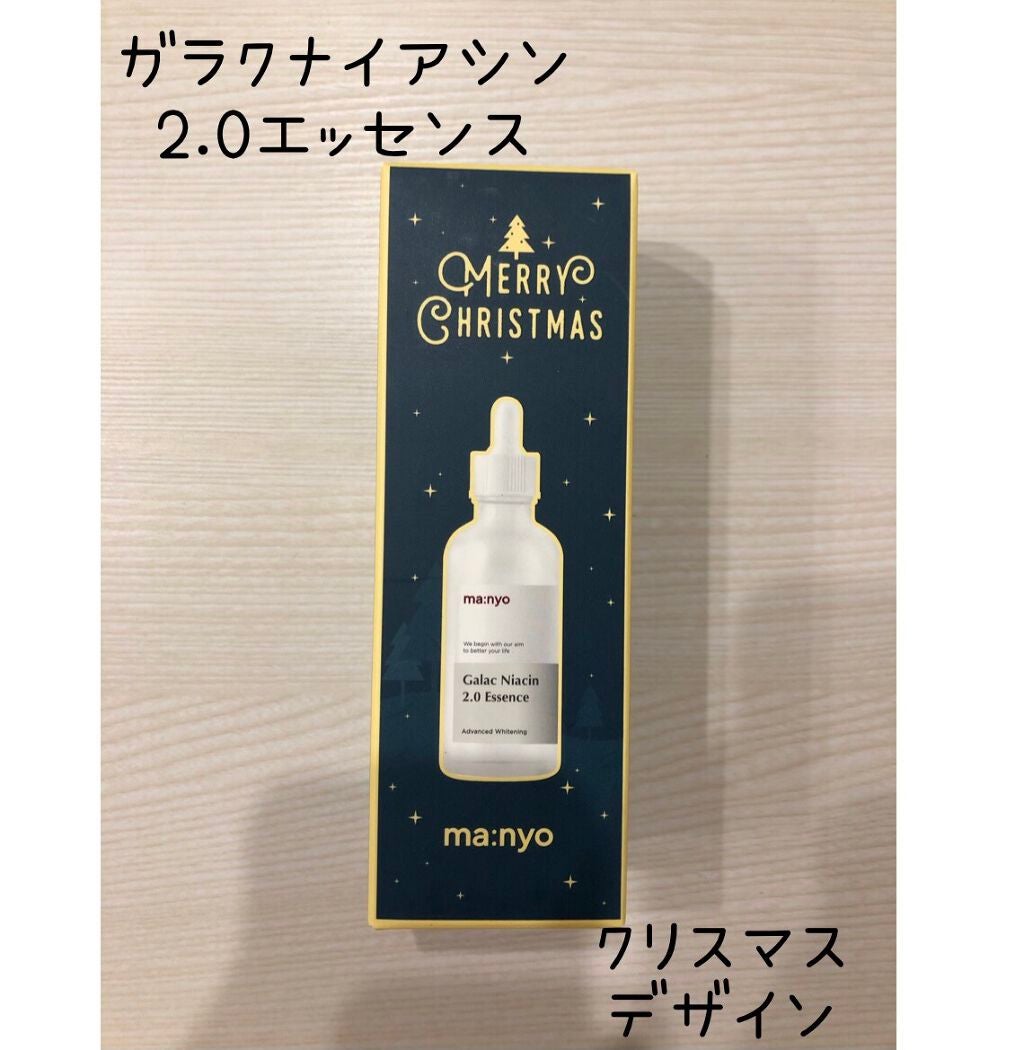 ガラクナイアシン
2.0エッセンス
MERRY
CHRISTMAS
ma:nyo
We begin with our aim
to better your life
Galac Niacin
2.0 Essence
Advanced Whitening
ma:nyo
クリスマス
デザイン